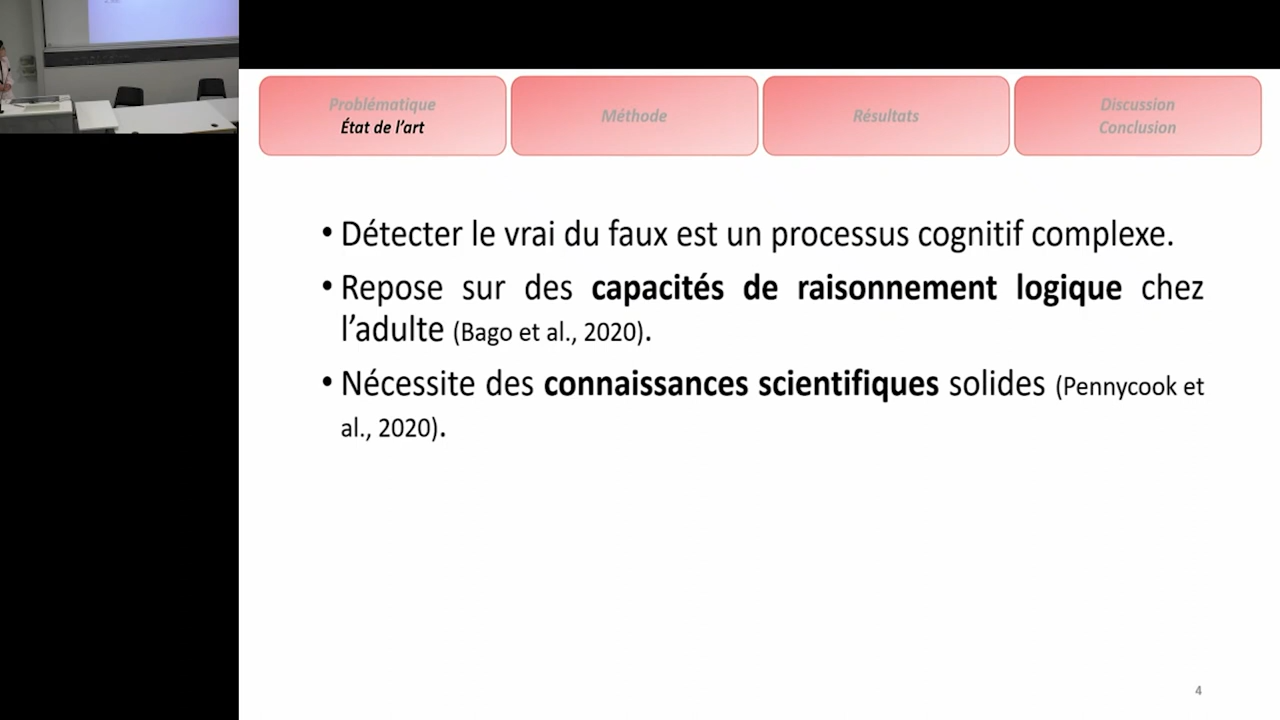 Problématique
État de l'art
Méthode
Résultats
Discussion
Conclusion
• Détecter le vrai du faux est un processus cognitif complexe.
• Repose sur des capacités de raisonnement logique chez
l'adulte (Bago et al., 2020).
• Nécessite des connaissances scientifiques solides (Pennycook et
al., 2020).
4